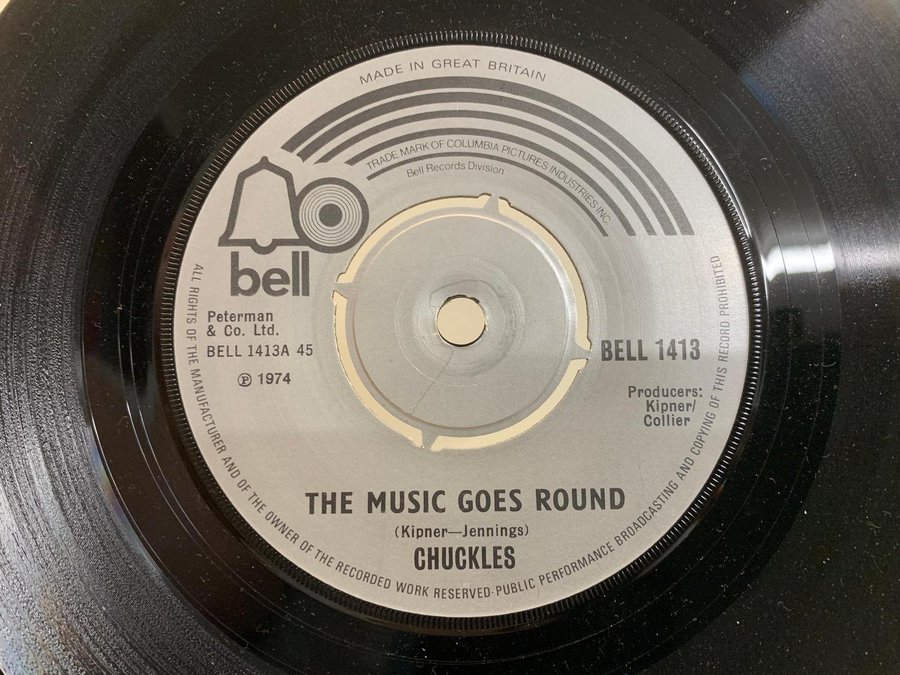 MADE IN GREAT BRITAIN
TRADE MARK OF COLUMBIA PICTURES INDUSTRIES INC.
Bell Records Division
bell
Peterman
& Co. Ltd.
BELL 1413A 45
Ⓟ 1974
BELL 1413
Producers:
Kipner/
Collier
THE MUSIC GOES ROUND
(Kipner—Jennings)
CHUCKLES
ALL RIGHTS OF THE MANUFACTURER AND OF THE OWNER OF THE RECORDED WORK RESERVED·PUBLIC PERFORMANCE BROADCASTING AND COPYING OF THIS RECORD PROHIBITED